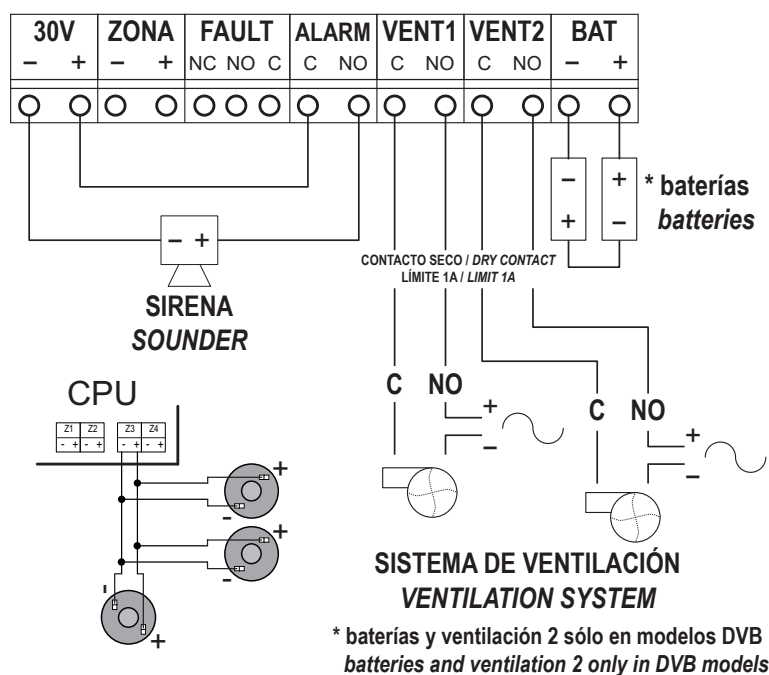 30V ZONA FAULT ALARM VENT1 VENT2 BAT
– + – + NC NO C C NO C NO C NO – +
– +
+ –
* baterías
batteries
– +
SIRENA
SOUNDER
CONTACTO SECO / DRY CONTACT
LÍMITE 1A / LIMIT 1A
C NO
+
–
C NO
+
–
CPU
Z1 Z2 Z3 Z4
- + - + - + - +
+
-
+
-
-
+
SISTEMA DE VENTILACIÓN
VENTILATION SYSTEM
* baterías y ventilación 2 sólo en modelos DVB
batteries and ventilation 2 only in DVB models